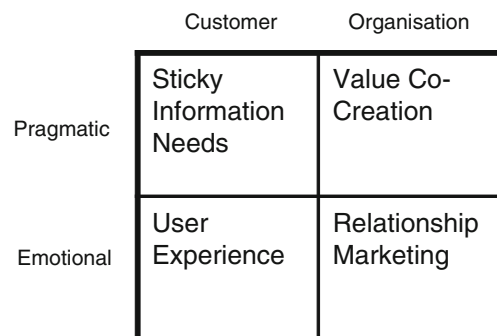 Customer Organisation
Pragmatic
Sticky
Information
Needs
Value Co-
Creation
Emotional
User
Experience
Relationship
Marketing